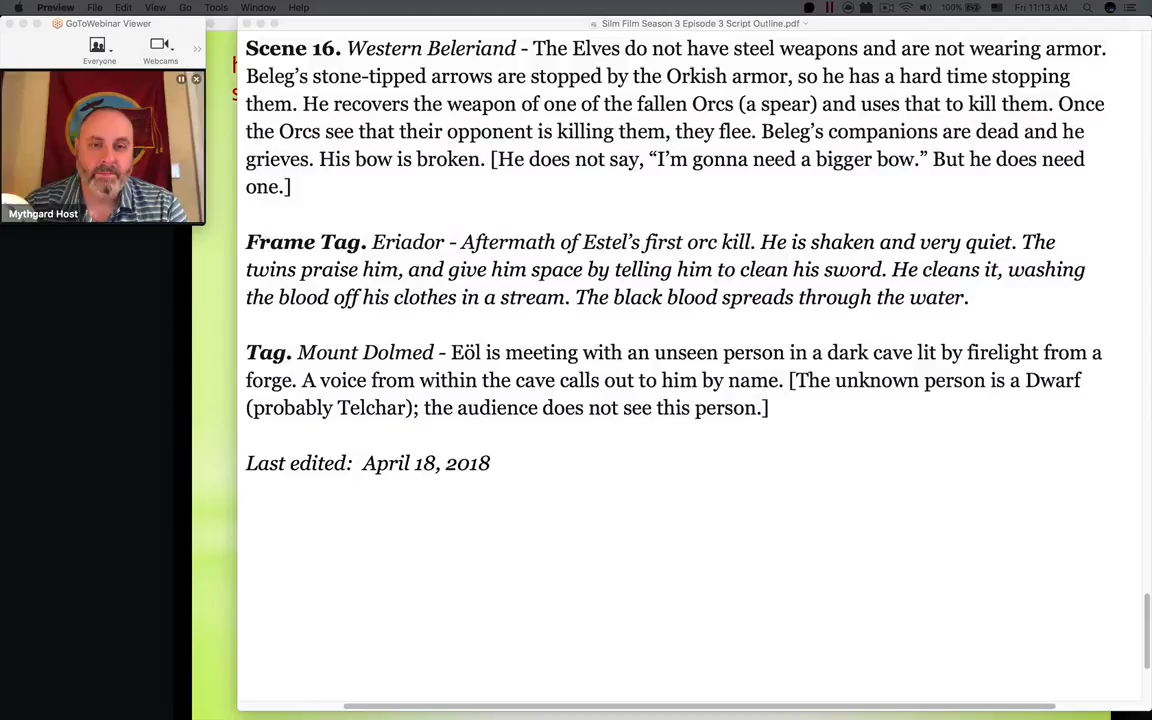 Preview File Edit View Go Tools Window Help 100% Fri 11:13 AM
GoToWebinar Viewer
Everyone
Webcams
Mythgard Host
Silm Film Season 3 Episode 3 Script Outline.pdf
Scene 16. Western Beleriand - The Elves do not have steel weapons and are not wearing armor.
Beleg’s stone-tipped arrows are stopped by the Orkish armor, so he has a hard time stopping
them. He recovers the weapon of one of the fallen Orcs (a spear) and uses that to kill them. Once
the Orcs see that their opponent is killing them, they flee. Beleg’s companions are dead and he
grieves. His bow is broken. [He does not say, “I’m gonna need a bigger bow.” But he does need
one.]
Frame Tag. Eriador - Aftermath of Estel’s first orc kill. He is shaken and very quiet. The
twins praise him, and give him space by telling him to clean his sword. He cleans it, washing
the blood off his clothes in a stream. The black blood spreads through the water.
Tag. Mount Dolmed - Eöl is meeting with an unseen person in a dark cave lit by firelight from a
forge. A voice from within the cave calls out to him by name. [The unknown person is a Dwarf
(probably Telchar); the audience does not see this person.]
Last edited: April 18, 2018